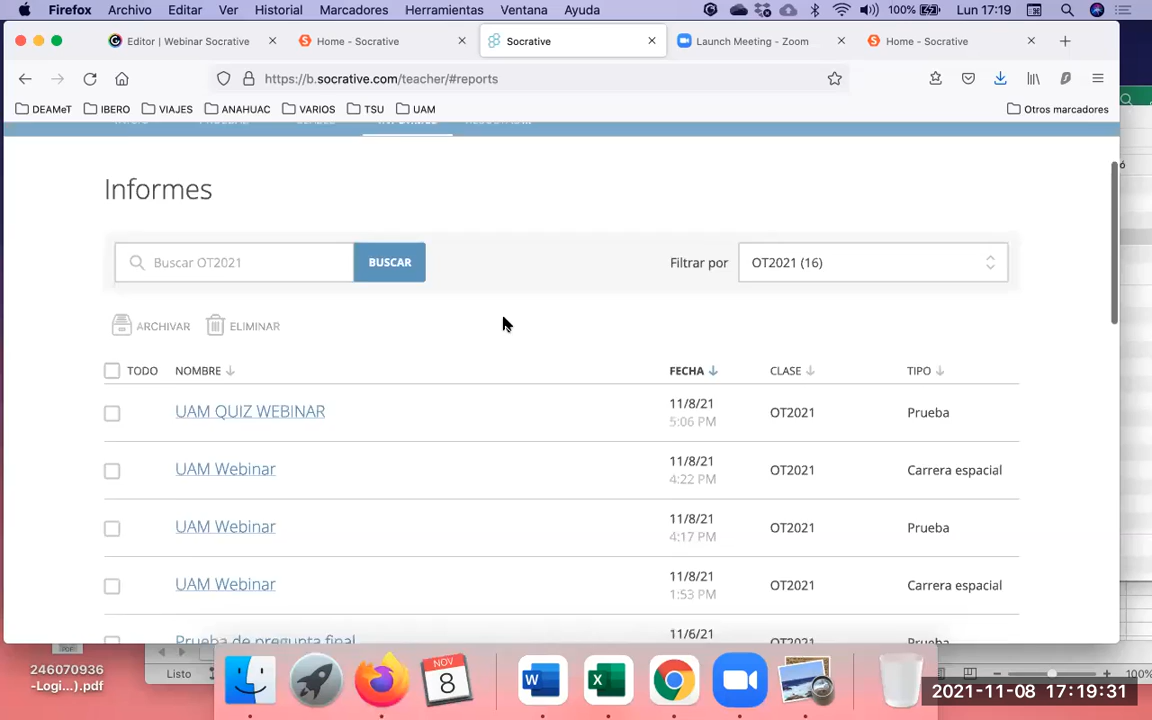 Firefox Archivo Editar Ver Historial Marcadores Herramientas Ventana Ayuda 100% Lun 17:19
Editor | Webinar Socrative Home - Socrative Socrative Launch Meeting - Zoom Home - Socrative
https://b.socrative.com/teacher/#reports
DEAMeT IBERO VIAJES ANAHUAC VARIOS TSU UAM Otros marcadores
Informes
Buscar OT2021 BUSCAR Filtrar por OT2021 (16)
ARCHIVAR ELIMINAR
TODO NOMBRE FECHA CLASE TIPO
UAM QUIZ WEBINAR 11/8/21 5:06 PM OT2021 Prueba
UAM Webinar 11/8/21 4:22 PM OT2021 Carrera espacial
UAM Webinar 11/8/21 4:17 PM OT2021 Prueba
UAM Webinar 11/8/21 1:53 PM OT2021 Carrera espacial
Prueba de pregunta final 11/6/21 OT2021 Prueba
246070936
-Logi...).pdf
Listo
NOV
8
100%
2021-11-08 17:19:31